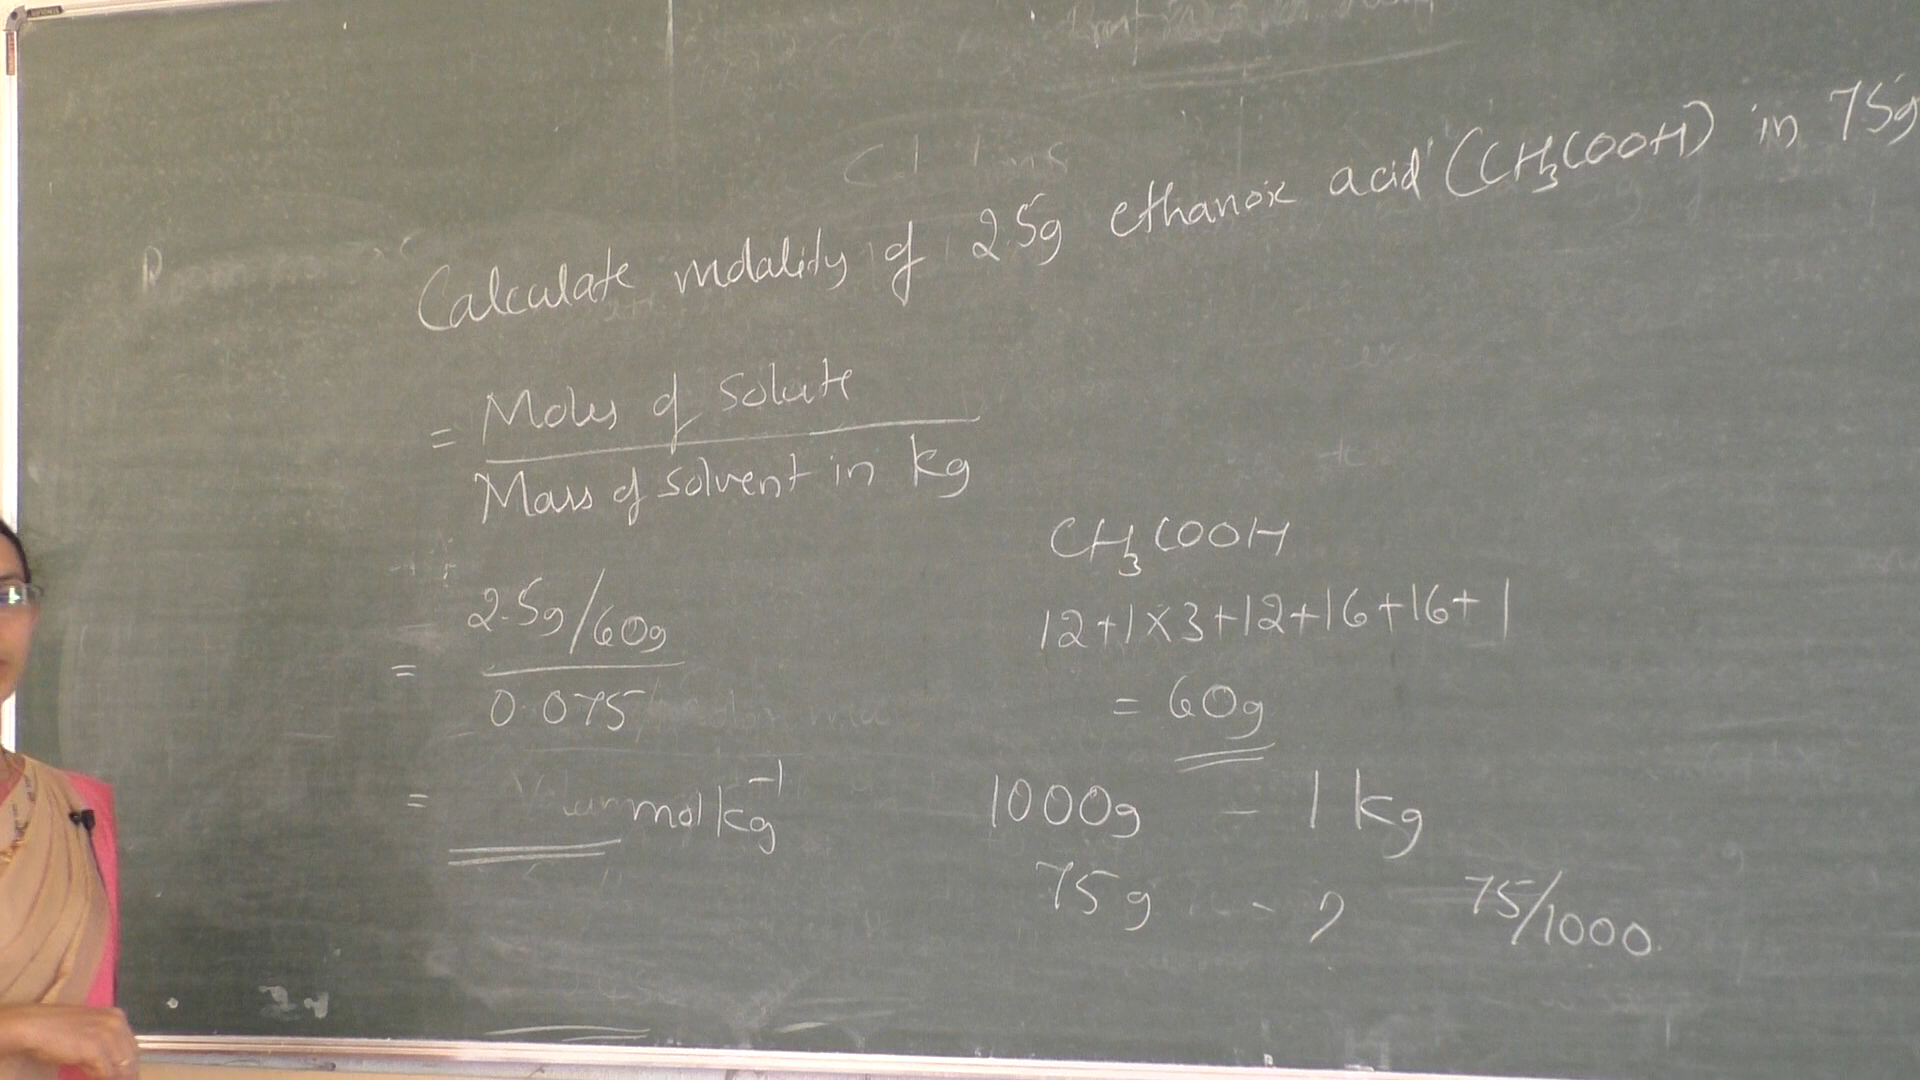 Calculate molality of 2.5g ethanoic acid (CH3COOH) in 75g
= Moles of solute
Mass of solvent in kg
CH3COOH
2.5g/60g
12+1×3+12+16+16+1
=
0.075
= 60g
= mol kg-1
1000g - 1 kg
75g - ? 75/1000